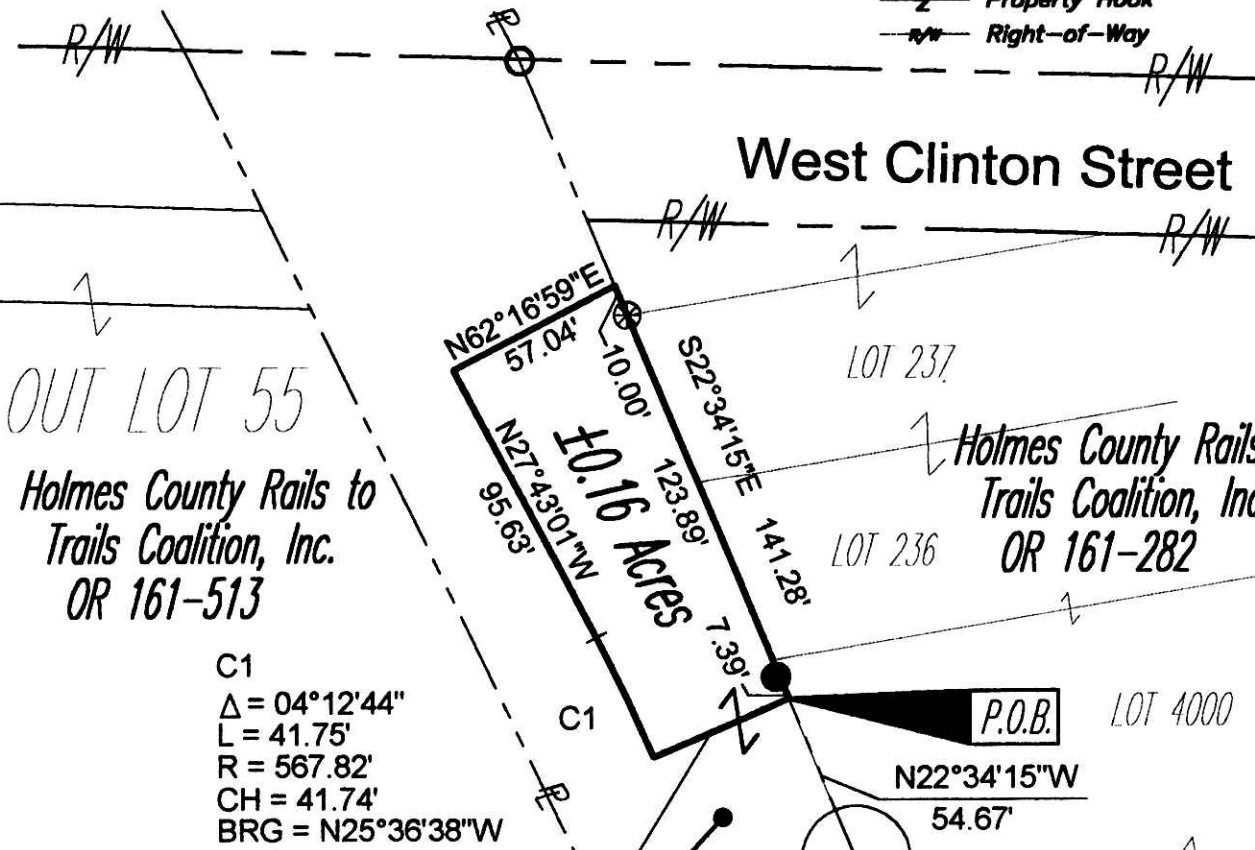 Property Hook
R/W Right-of-Way
PL
R/W
R/W
West Clinton Street
R/W
R/W
N62°16'59"E
57.04'
10.00'
S22°34'15"E
141.28'
123.89'
7.39'
N27°43'01"W
95.63'
±0.16 Acres
LOT 237
LOT 236
OUT LOT 55
Holmes County Rails to
Trails Coalition, Inc.
OR 161-513
Holmes County Rails
Trails Coalition, Inc
OR 161-282
C1
Δ = 04°12'44"
L = 41.75'
R = 567.82'
CH = 41.74'
BRG = N25°36'38"W
C1
P.O.B.
LOT 4000
N22°34'15"W
54.67'
PL